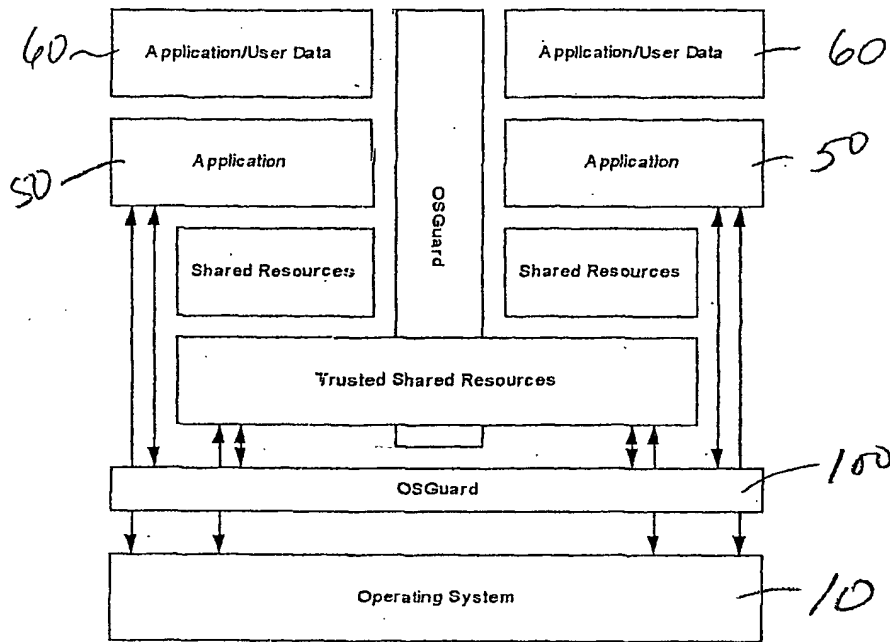 60 Application/User Data Application/User Data 60
50 Application Application 50
OSGuard
Shared Resources Shared Resources
Trusted Shared Resources
OSGuard 100
Operating System 10